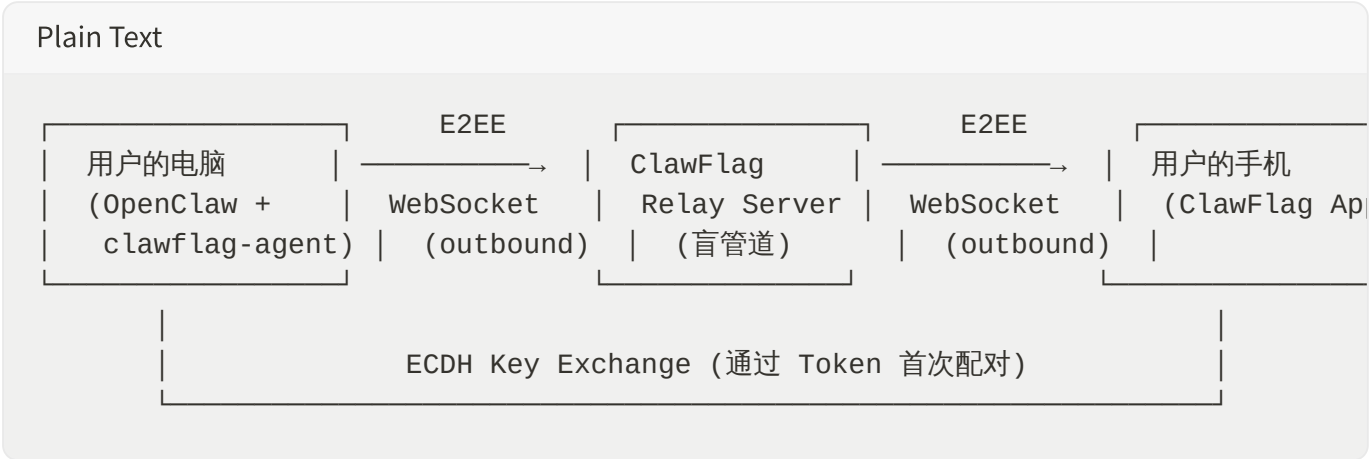 Plain Text
E2EE E2EE
用户的电脑 → ClawFlag → 用户的手机
(OpenClaw + WebSocket Relay Server WebSocket (ClawFlag
clawflag-agent) (outbound) (盲管道) (outbound)
ECDH Key Exchange (通过 Token 首次配对)